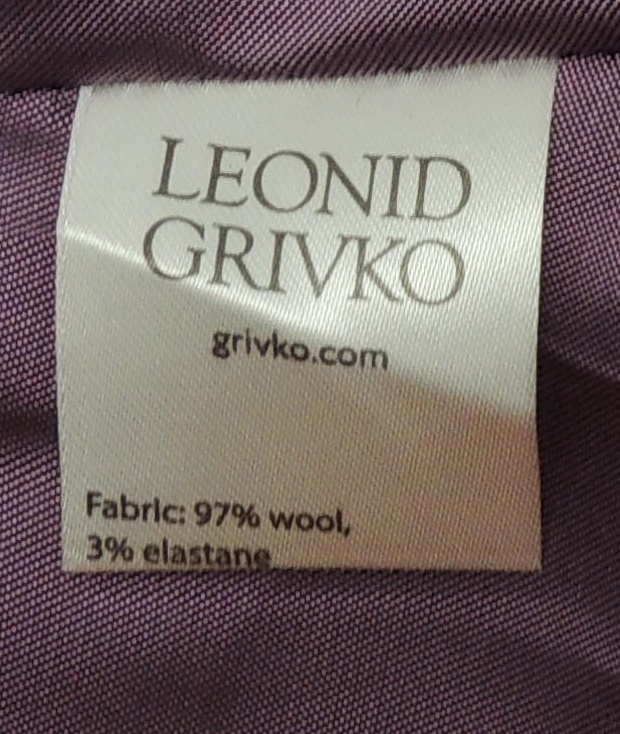 LEONID
GRIVKO
grivko.com
Fabric: 97% wool,
3% elastane